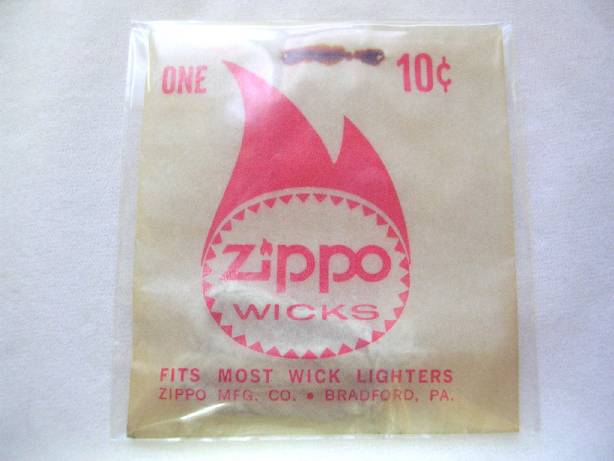 ONE 10¢
zippo
WICKS
FITS MOST WICK LIGHTERS
ZIPPO MFG. CO. • BRADFORD, PA.